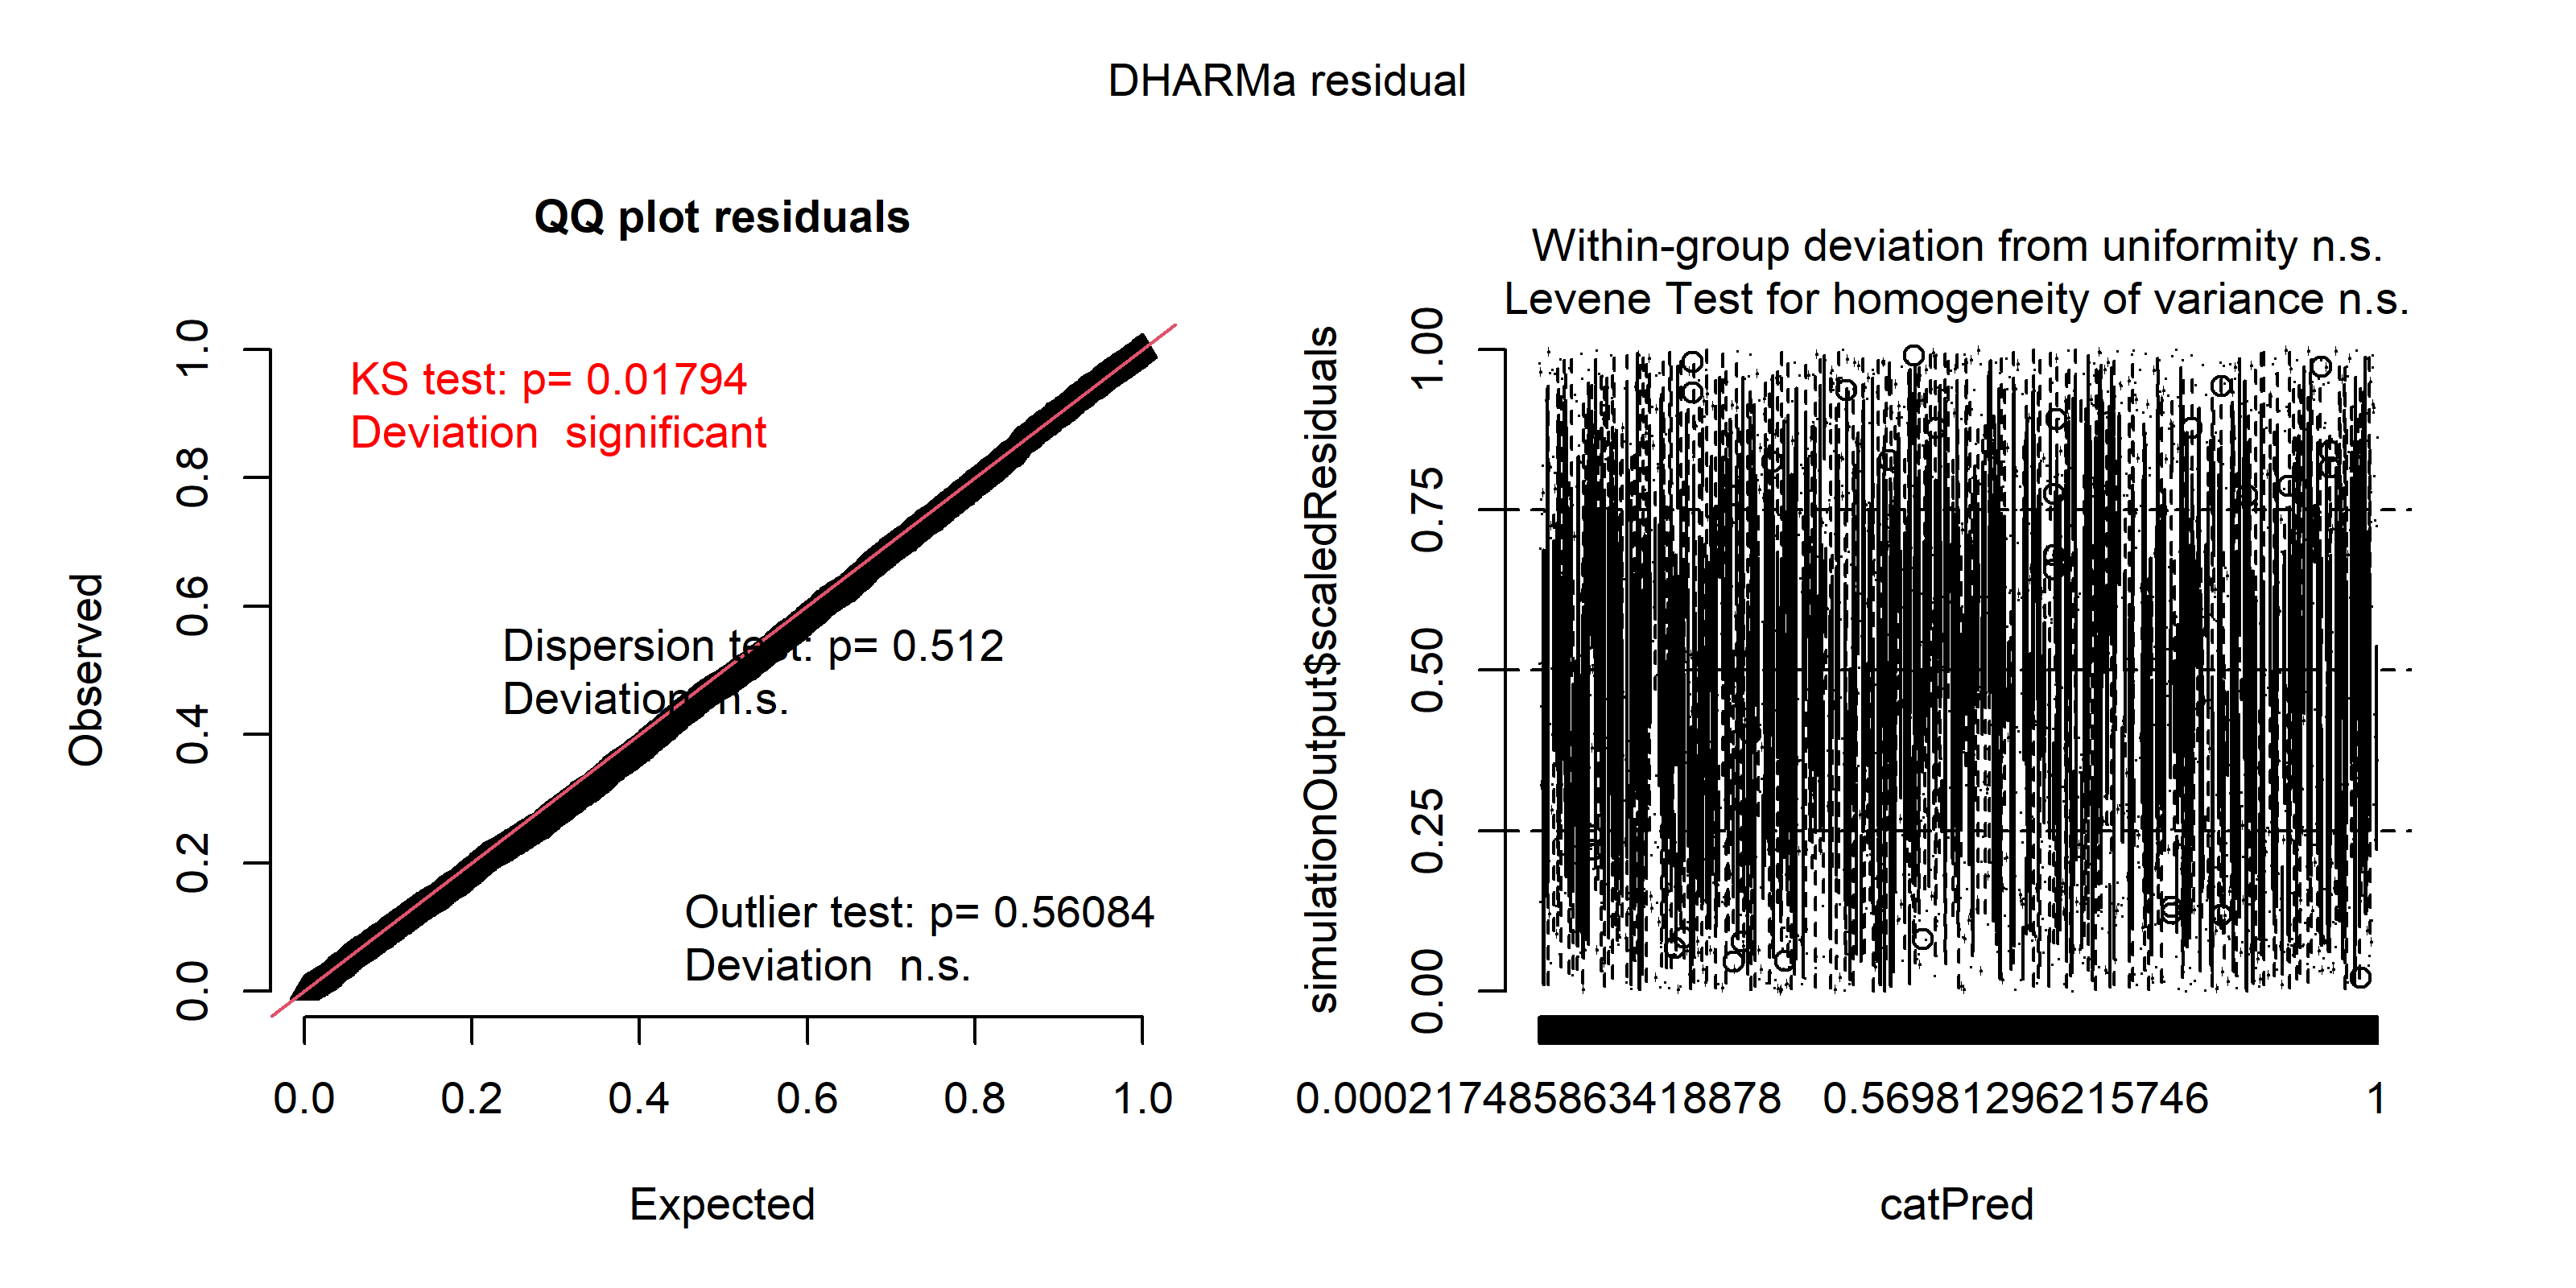 DHARMa residual
QQ plot residuals
KS test: p= 0.01794
Deviation  significant
Dispersion test: p= 0.512
Deviation  n.s.
Outlier test: p= 0.56084
Deviation  n.s.
Observed
0.0 0.2 0.4 0.6 0.8 1.0
0.0 0.2 0.4 0.6 0.8 1.0
Expected
Within-group deviation from uniformity n.s.
Levene Test for homogeneity of variance n.s.
simulationOutput$scaledResiduals
0.00 0.25 0.50 0.75 1.00
0.000217485863418878 0.56981296215746 1
catPred